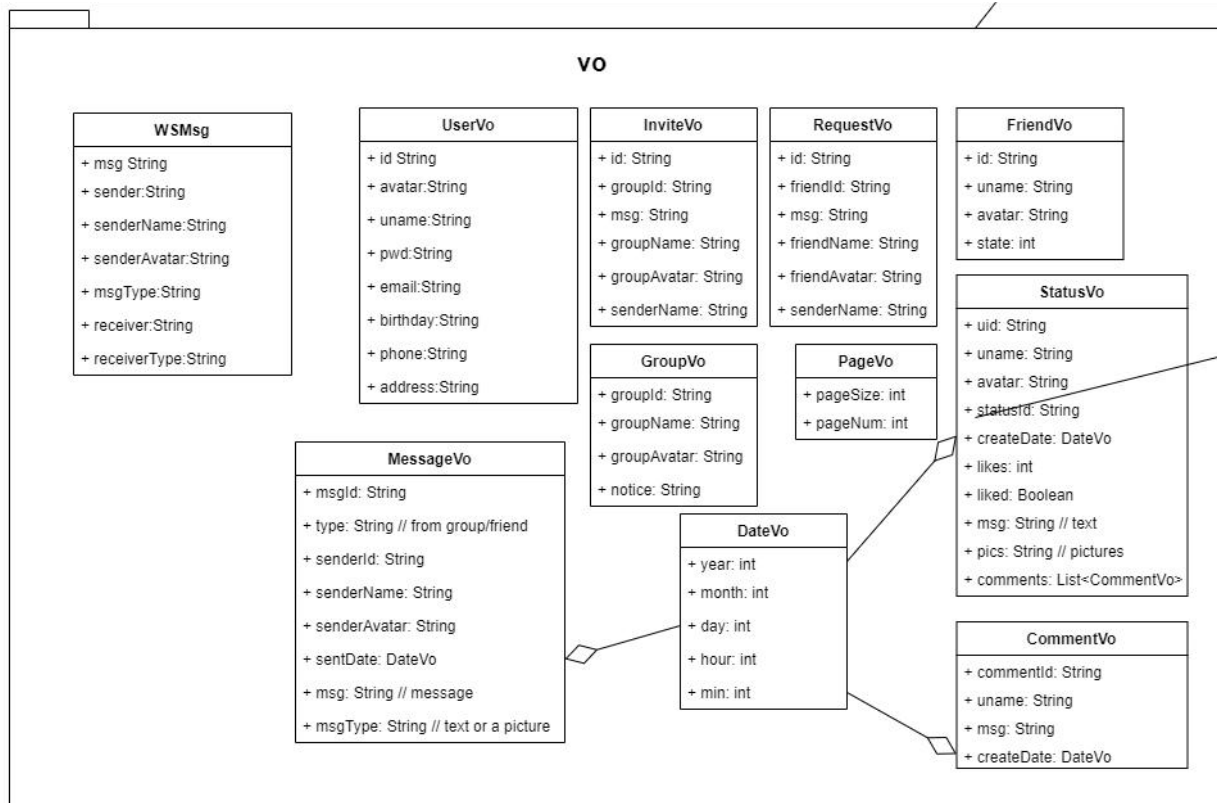 VO
WSMsg
+ msg String
+ sender:String
+ senderName:String
+ senderAvatar:String
+ msgType:String
+ receiver:String
+ receiverType:String
UserVo
+ id String
+ avatar:String
+ uname:String
+ pwd:String
+ email:String
+ birthday:String
+ phone:String
+ address:String
InviteVo
+ id: String
+ groupId: String
+ msg: String
+ groupName: String
+ groupAvatar: String
+ senderName: String
RequestVo
+ id: String
+ friendId: String
+ msg: String
+ friendName: String
+ friendAvatar: String
+ senderName: String
FriendVo
+ id: String
+ uname: String
+ avatar: String
+ state: int
GroupVo
+ groupId: String
+ groupName: String
+ groupAvatar: String
+ notice: String
PageVo
+ pageSize: int
+ pageNum: int
StatusVo
+ uid: String
+ uname: String
+ avatar: String
+ statusId: String
+ createDate: DateVo
+ likes: int
+ liked: Boolean
+ msg: String // text
+ pics: String // pictures
+ comments: List<CommentVo>
MessageVo
+ msgId: String
+ type: String // from group/friend
+ senderId: String
+ senderName: String
+ senderAvatar: String
+ sentDate: DateVo
+ msg: String // message
+ msgType: String // text or a picture
DateVo
+ year: int
+ month: int
+ day: int
+ hour: int
+ min: int
CommentVo
+ commentId: String
+ uname: String
+ msg: String
+ createDate: DateVo